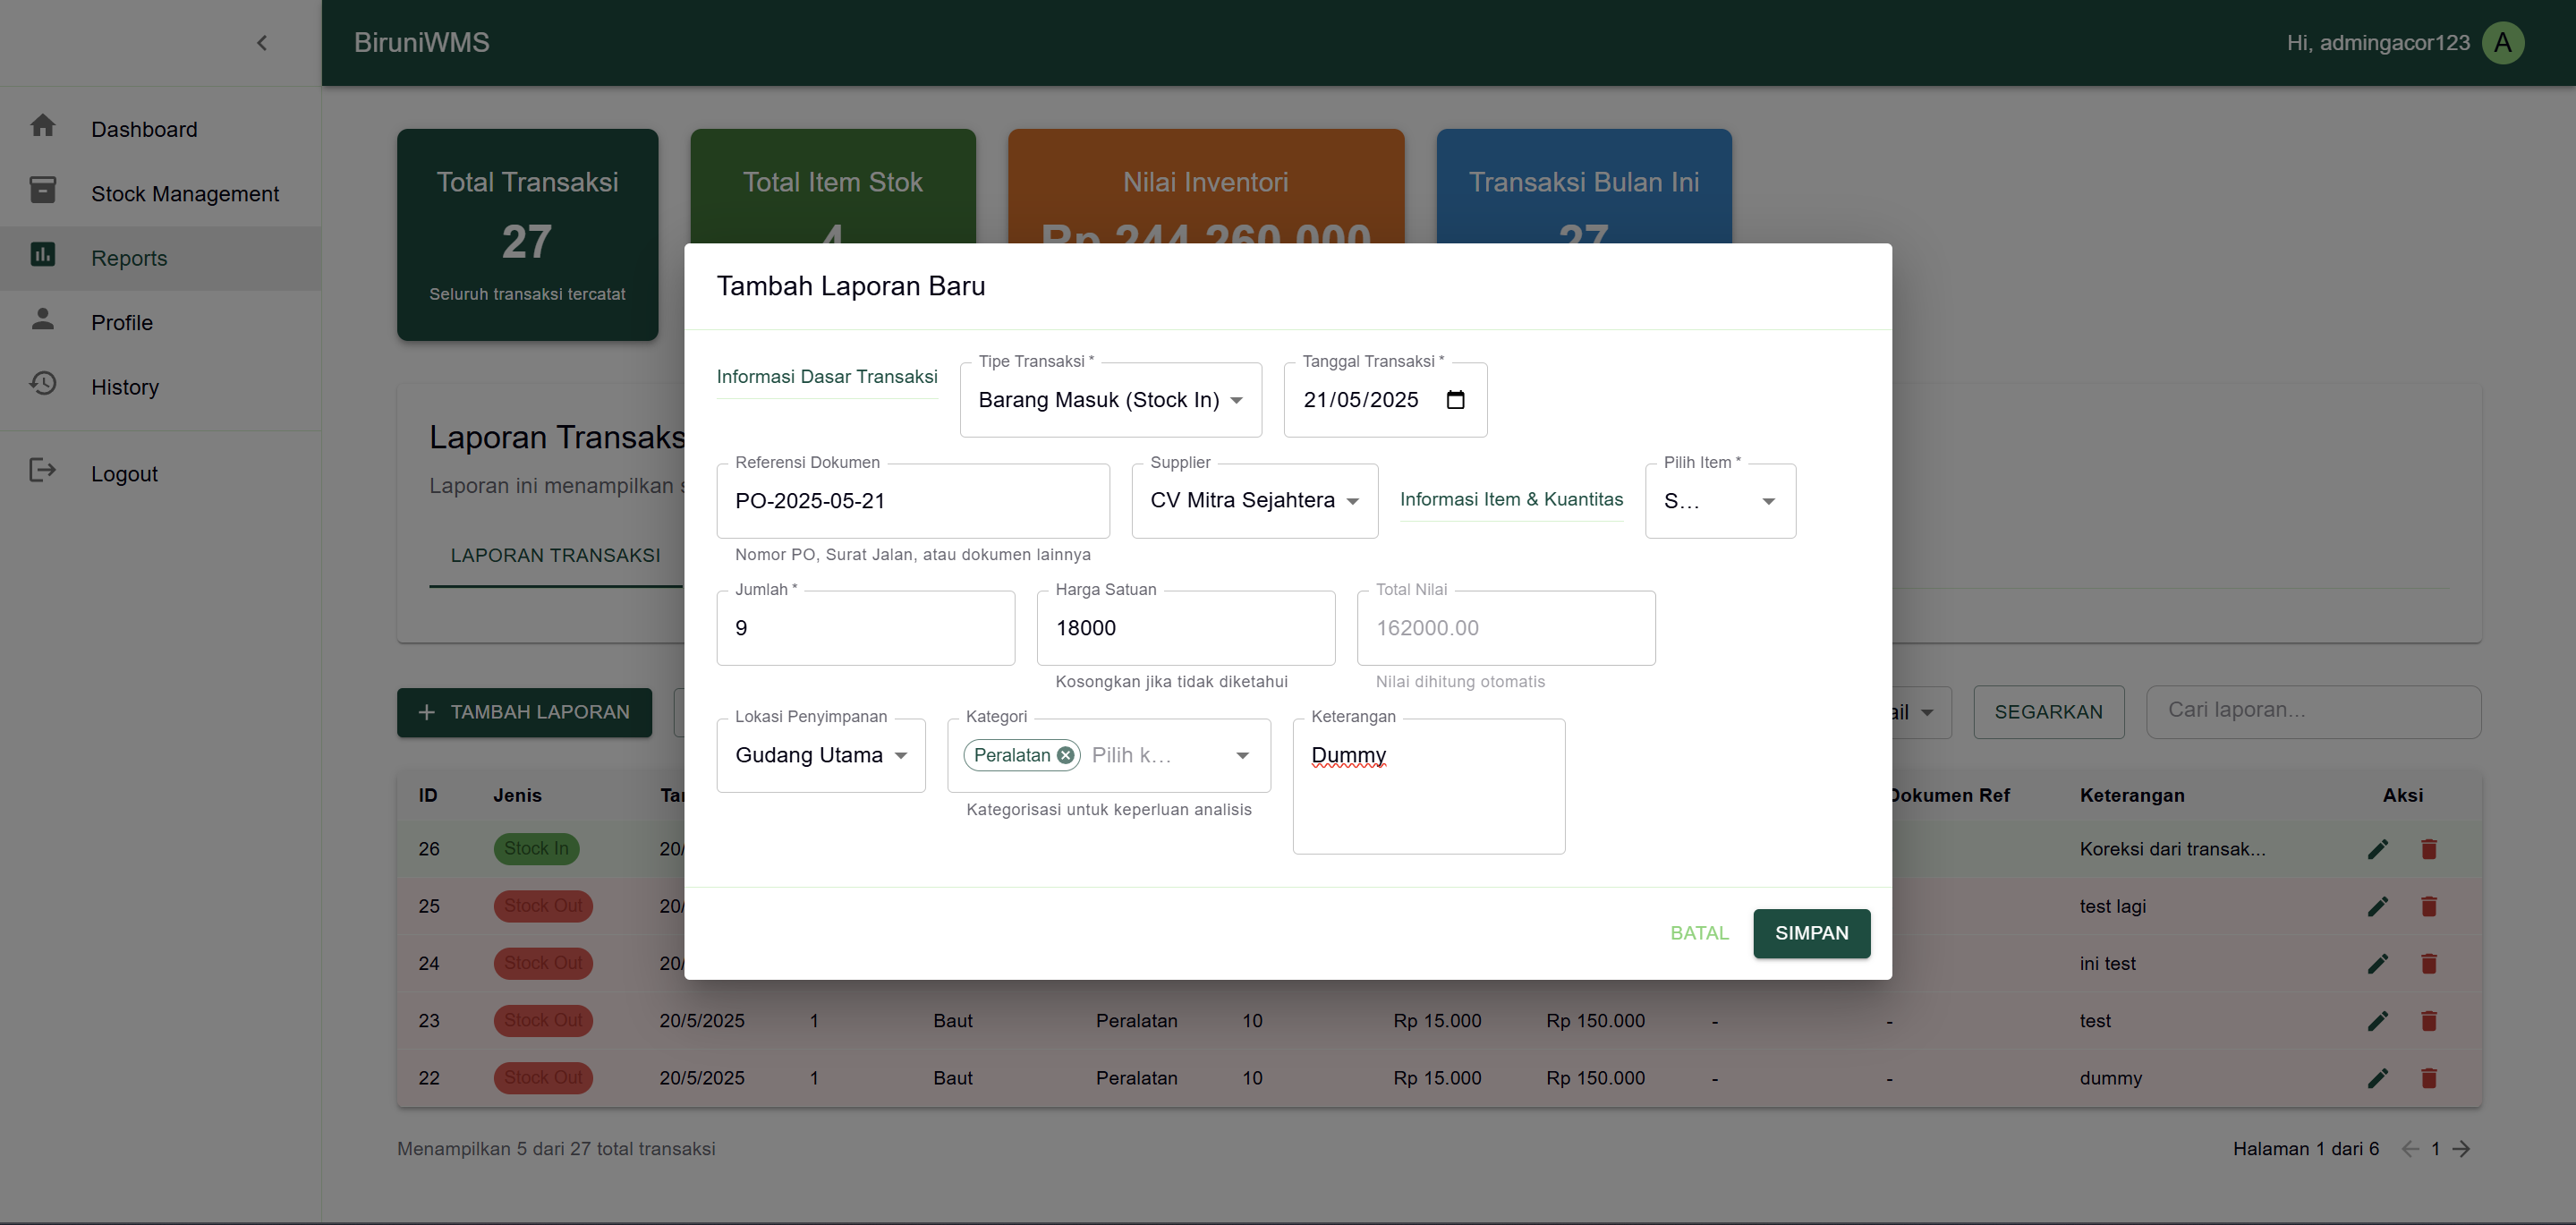 BiruniWMS
Hi, admingacor123
A
Dashboard
Stock Management
Reports
Profile
History
Logout
Total Transaksi
27
Seluruh transaksi tercatat
Total Item Stok
4
Nilai Inventori
Rp 244.260.000
Transaksi Bulan Ini
27
Laporan Transaks
Laporan ini menampilkan
LAPORAN TRANSAKSI
TAMBAH LAPORAN
SEGARKAN
Cari laporan...
Tambah Laporan Baru
Informasi Dasar Transaksi
Tipe Transaksi *
Barang Masuk (Stock In)
Tanggal Transaksi *
21/05/2025
Referensi Dokumen
PO-2025-05-21
Nomor PO, Surat Jalan, atau dokumen lainnya
Supplier
CV Mitra Sejahtera
Informasi Item & Kuantitas
Pilih Item *
S...
Jumlah *
9
Harga Satuan
18000
Kosongkan jika tidak diketahui
Total Nilai
162000.00
Nilai dihitung otomatis
Lokasi Penyimpanan
Gudang Utama
Kategori
Peralatan Pilih k...
Kategorisasi untuk keperluan analisis
Keterangan
Dummy
BATAL
SIMPAN
ID Jenis Dokumen Ref Keterangan Aksi
26 Stock In 20/ Koreksi dari transak...
25 Stock Out 20/ test lagi
24 Stock Out 20/ ini test
23 Stock Out 20/5/2025 1 Baut Peralatan 10 Rp 15.000 Rp 150.000 - - test
22 Stock Out 20/5/2025 1 Baut Peralatan 10 Rp 15.000 Rp 150.000 - - dummy
Menampilkan 5 dari 27 total transaksi
Halaman 1 dari 6
1